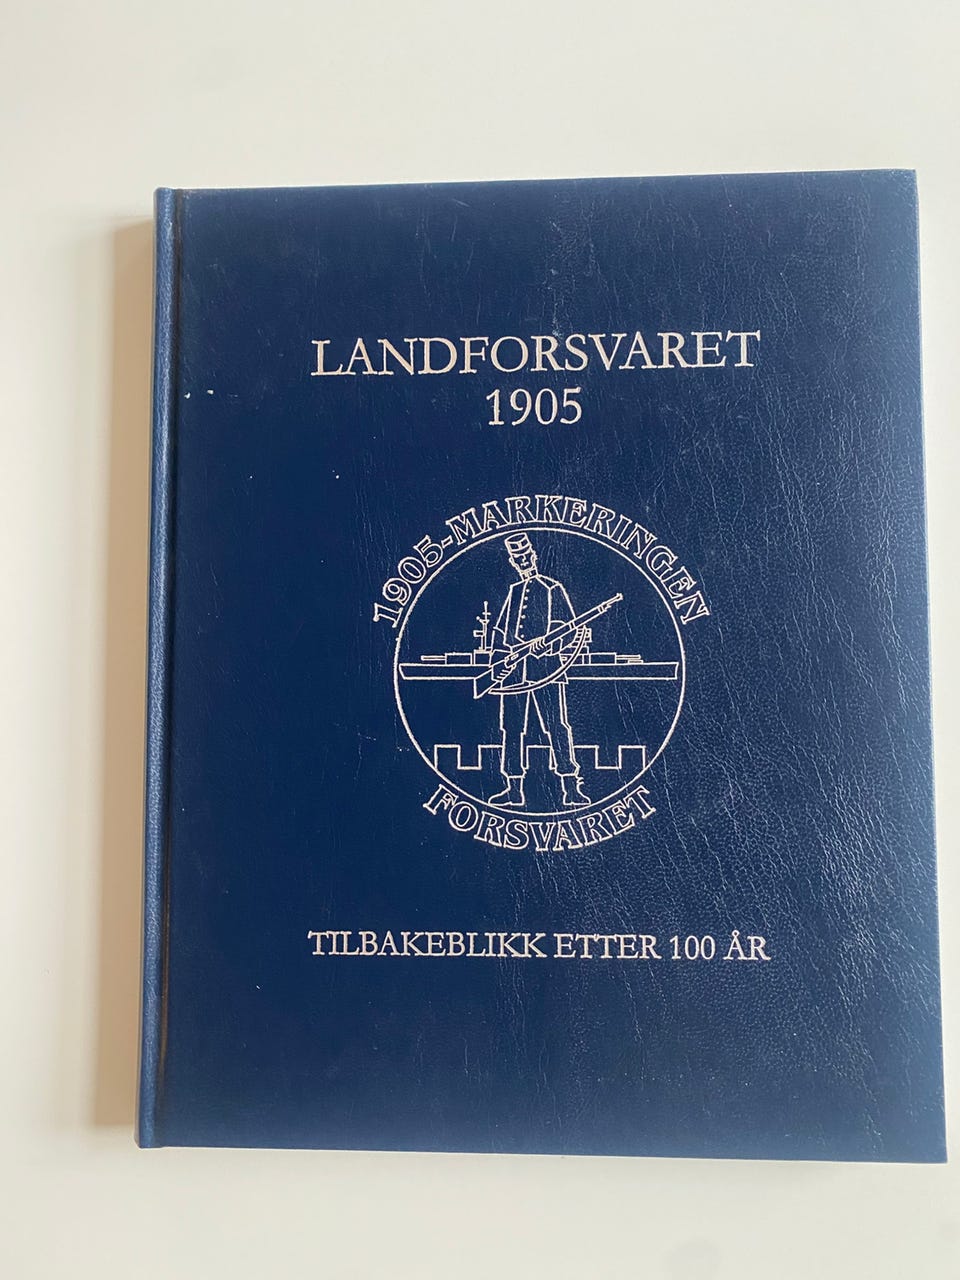 LANDFORSVARET
1905
1905-MARKERINGEN
FORSVARET
TILBAKEBLIKK ETTER 100 ÅR